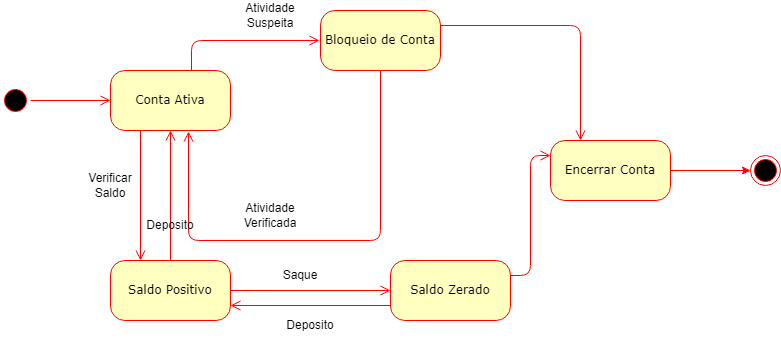 Atividade
Suspeita
Bloqueio de Conta
Conta Ativa
Encerrar Conta
Verificar
Saldo
Deposito
Atividade
Verificada
Saldo Positivo
Saque
Saldo Zerado
Deposito